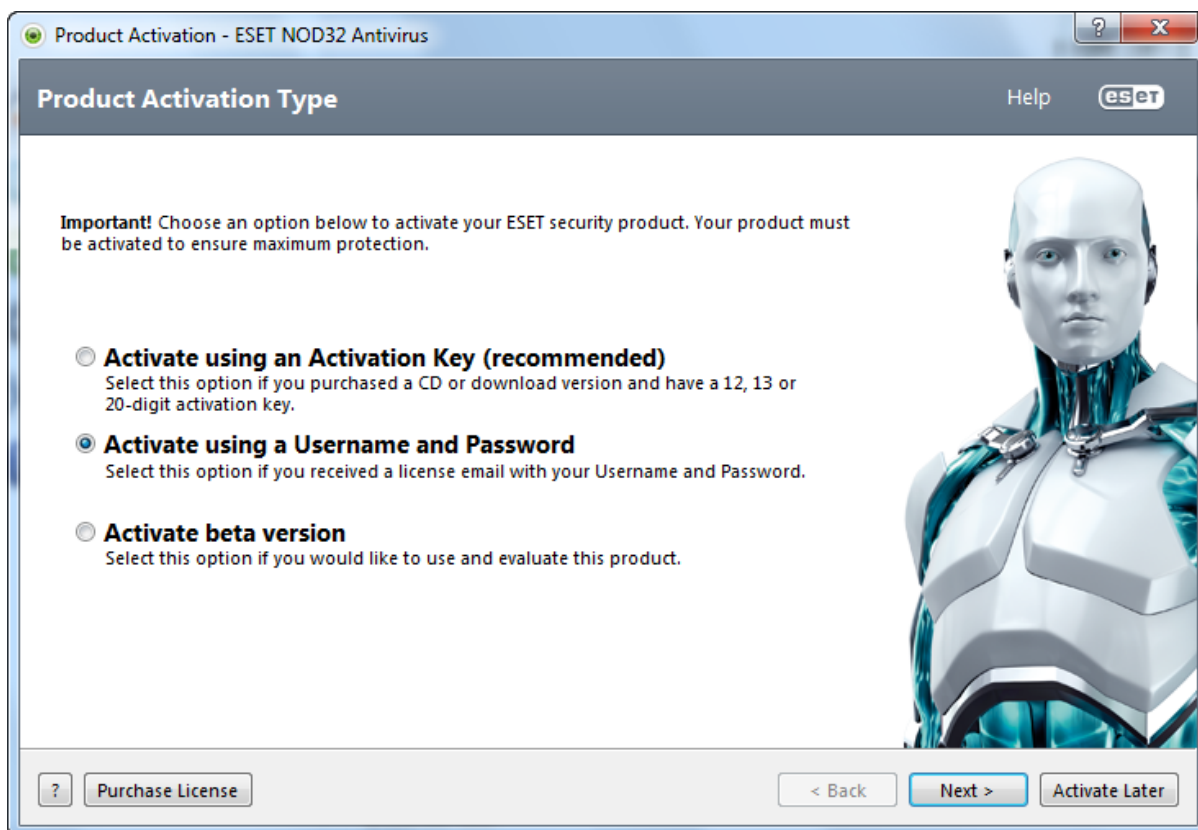 Product Activation - ESET NOD32 Antivirus
?
X
Product Activation Type
Help
eseT
Important! Choose an option below to activate your ESET security product. Your product must
be activated to ensure maximum protection.
Activate using an Activation Key (recommended)
Select this option if you purchased a CD or download version and have a 12, 13 or
20-digit activation key.
Activate using a Username and Password
Select this option if you received a license email with your Username and Password.
Activate beta version
Select this option if you would like to use and evaluate this product.
?
Purchase License
< Back
Next >
Activate Later